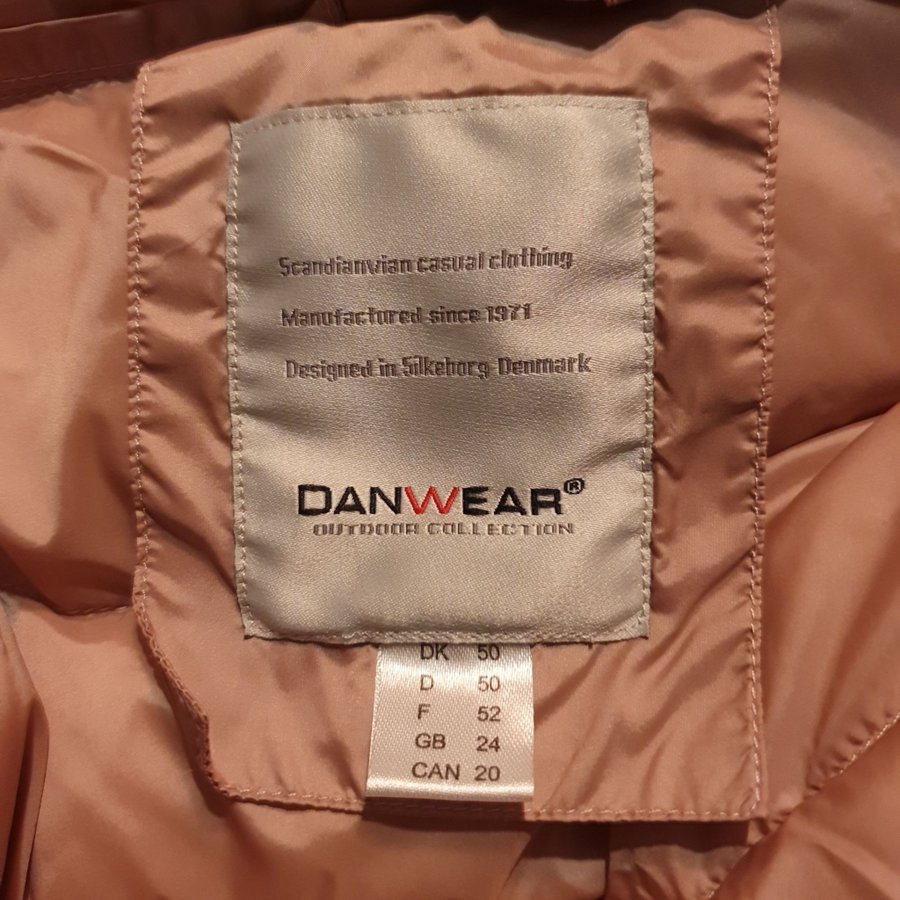 Scandianvian casual clothing
Manufactured since 1971
Designed in Silkeborg Denmark
DANWEAR®
OUTDOOR COLLECTION
DK 50
D 50
F 52
GB 24
CAN 20